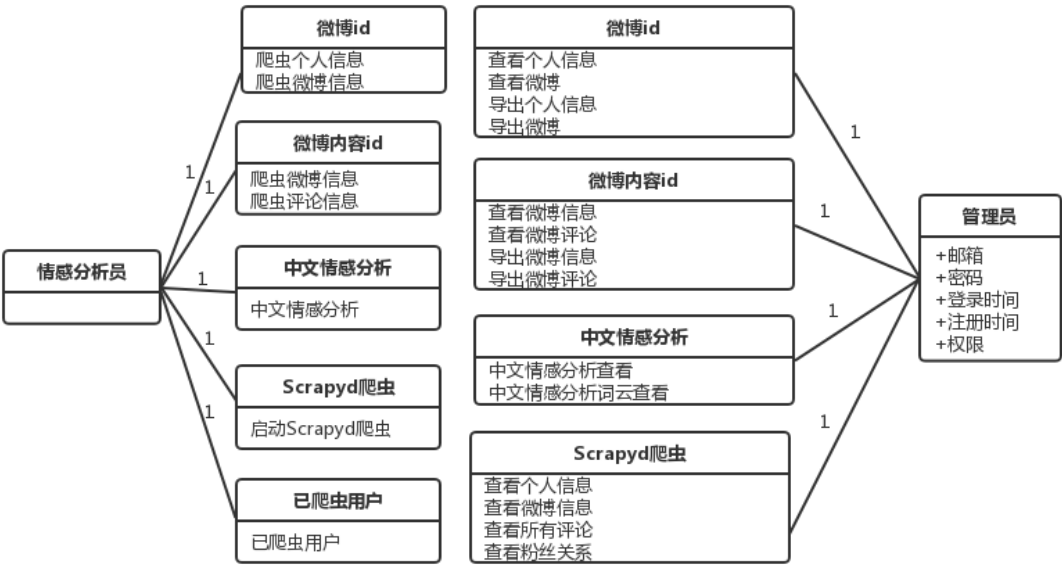 微博id
爬虫个人信息
爬虫微博信息
微博内容id
爬虫微博信息
爬虫评论信息
情感分析员
中文情感分析
中文情感分析
Scrapyd爬虫
启动Scrapyd爬虫
已爬虫用户
已爬虫用户
1
1
1
1
1
微博id
查看个人信息
查看微博
导出个人信息
导出微博
微博内容id
查看微博信息
查看微博评论
导出微博信息
导出微博评论
中文情感分析
中文情感分析查看
中文情感分析词云查看
Scrapyd爬虫
查看个人信息
查看微博信息
查看所有评论
查看粉丝关系
1
1
1
1
管理员
+邮箱
+密码
+登录时间
+注册时间
+权限